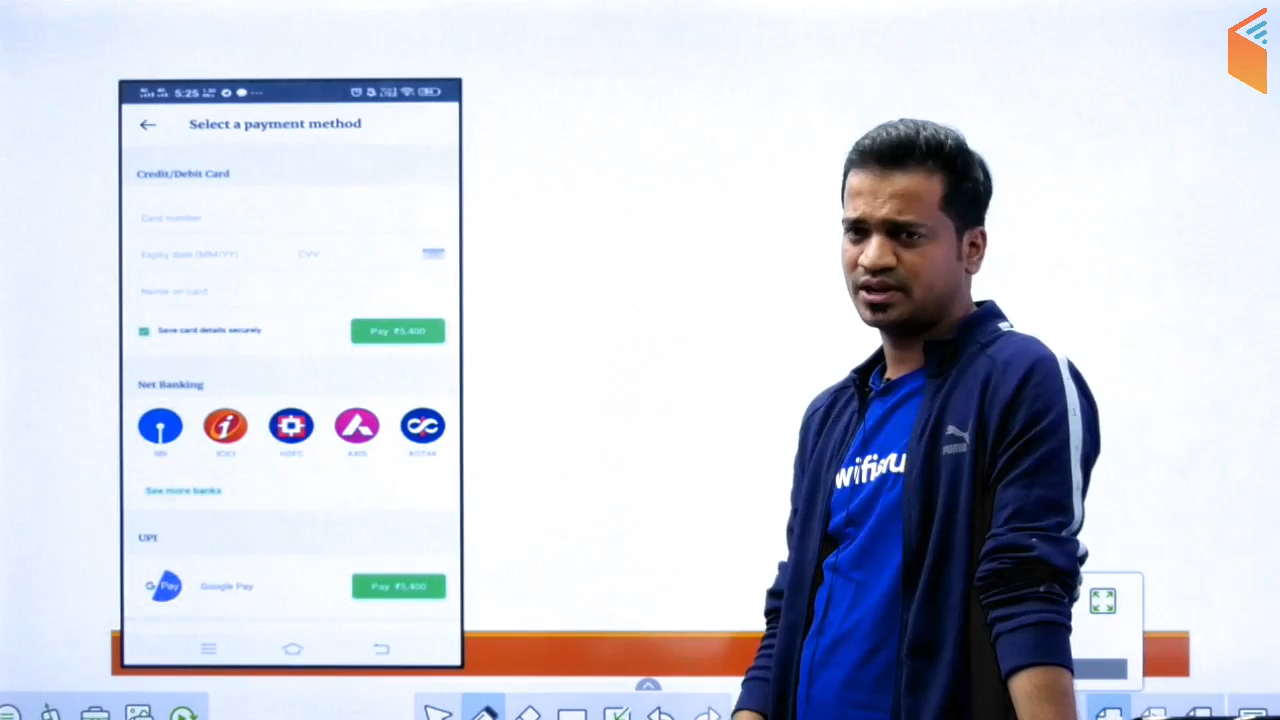 5:25
Select a payment method
Credit/Debit Card
Card number
Expiry date (MM/YY) CVV
Name on card
Save card details securely
Pay ₹5,400
Net Banking
SBI ICICI HDFC AXIS KOTAK
See more banks
UPI
G Pay Google Pay Pay ₹5,400
PUMA